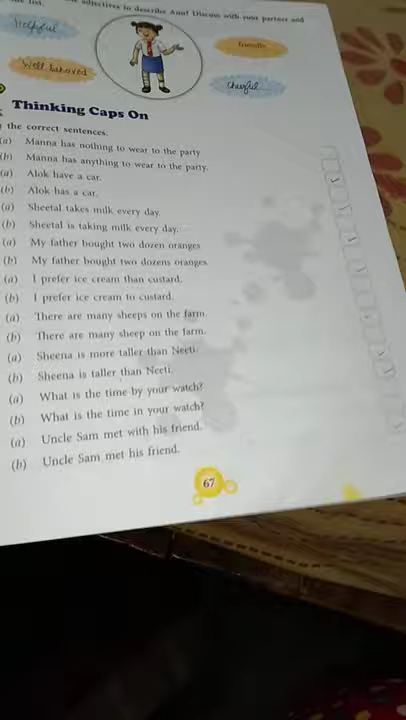 list.
adjectives to describe Anu? Discuss with your partner and
Helpful
friendly
Well behaved
Cheerful
Thinking Caps On
the correct sentences.
(a) Manna has nothing to wear to the party
(b) Manna has anything to wear to the party.
(a) Alok have a car.
(b) Alok has a car.
(a) Sheetal takes milk every day.
(b) Sheetal is taking milk every day.
(a) My father bought two dozen oranges
(b) My father bought two dozens oranges.
(a) I prefer ice cream than custard.
(b) I prefer ice cream to custard.
(a) There are many sheeps on the farm.
(b) There are many sheep on the farm.
(a) Sheena is more taller than Neeti.
(b) Sheena is taller than Neeti.
(a) What is the time by your watch?
(b) What is the time in your watch?
(a) Uncle Sam met with his friend.
(b) Uncle Sam met his friend.
67